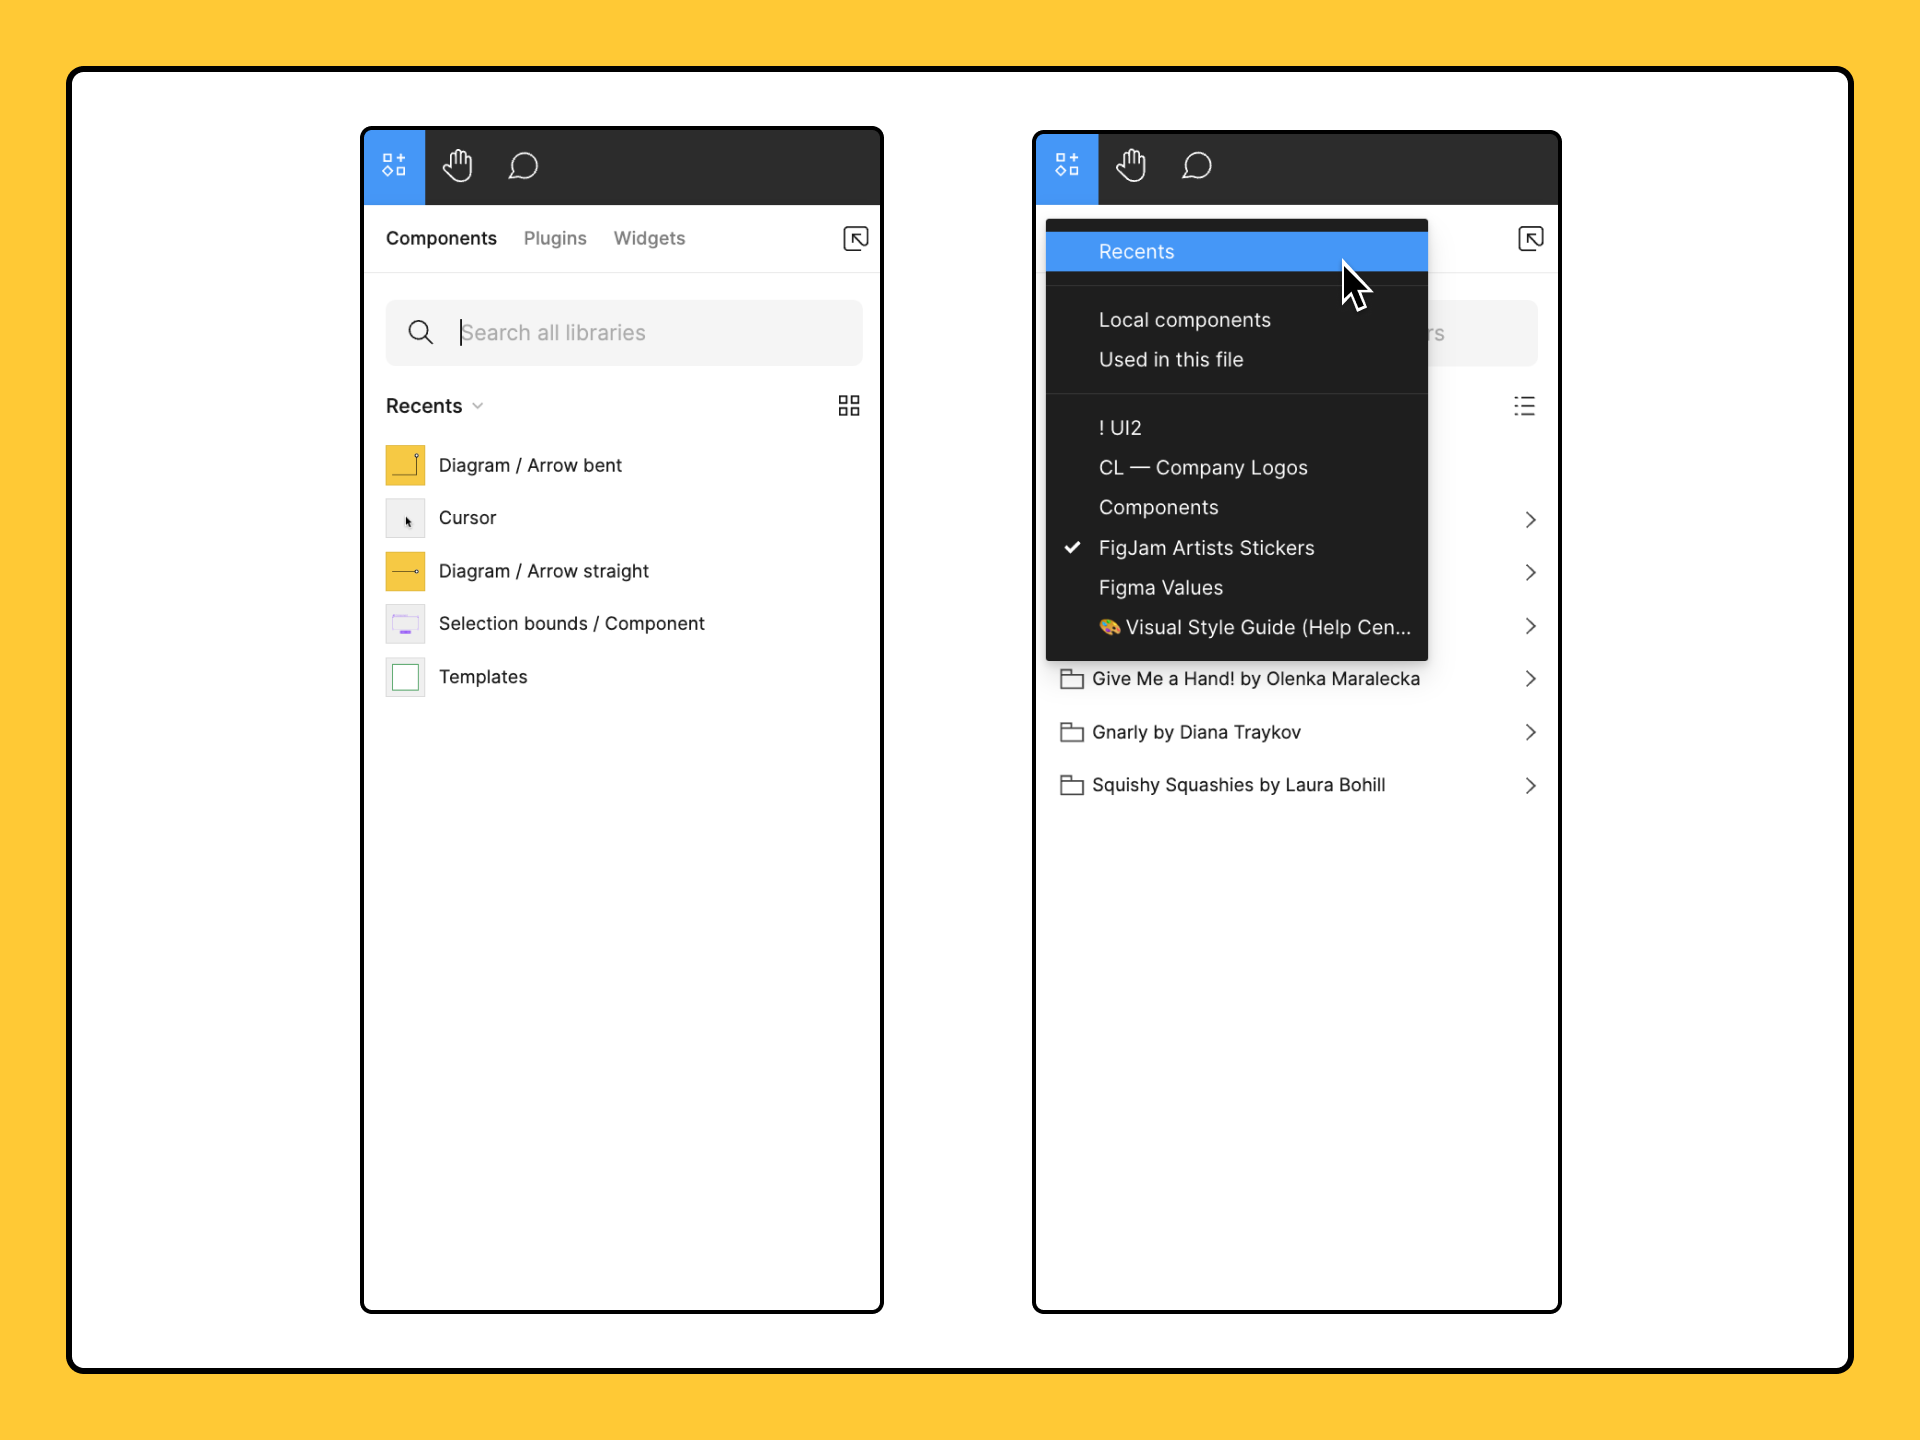 Components Plugins Widgets
Search all libraries
Recents
Diagram / Arrow bent
Cursor
Diagram / Arrow straight
Selection bounds / Component
Templates
Recents
Local components
Used in this file
! UI2
CL — Company Logos
Components
FigJam Artists Stickers
Figma Values
Visual Style Guide (Help Cen...
Give Me a Hand! by Olenka Maralecka
Gnarly by Diana Traykov
Squishy Squashies by Laura Bohill